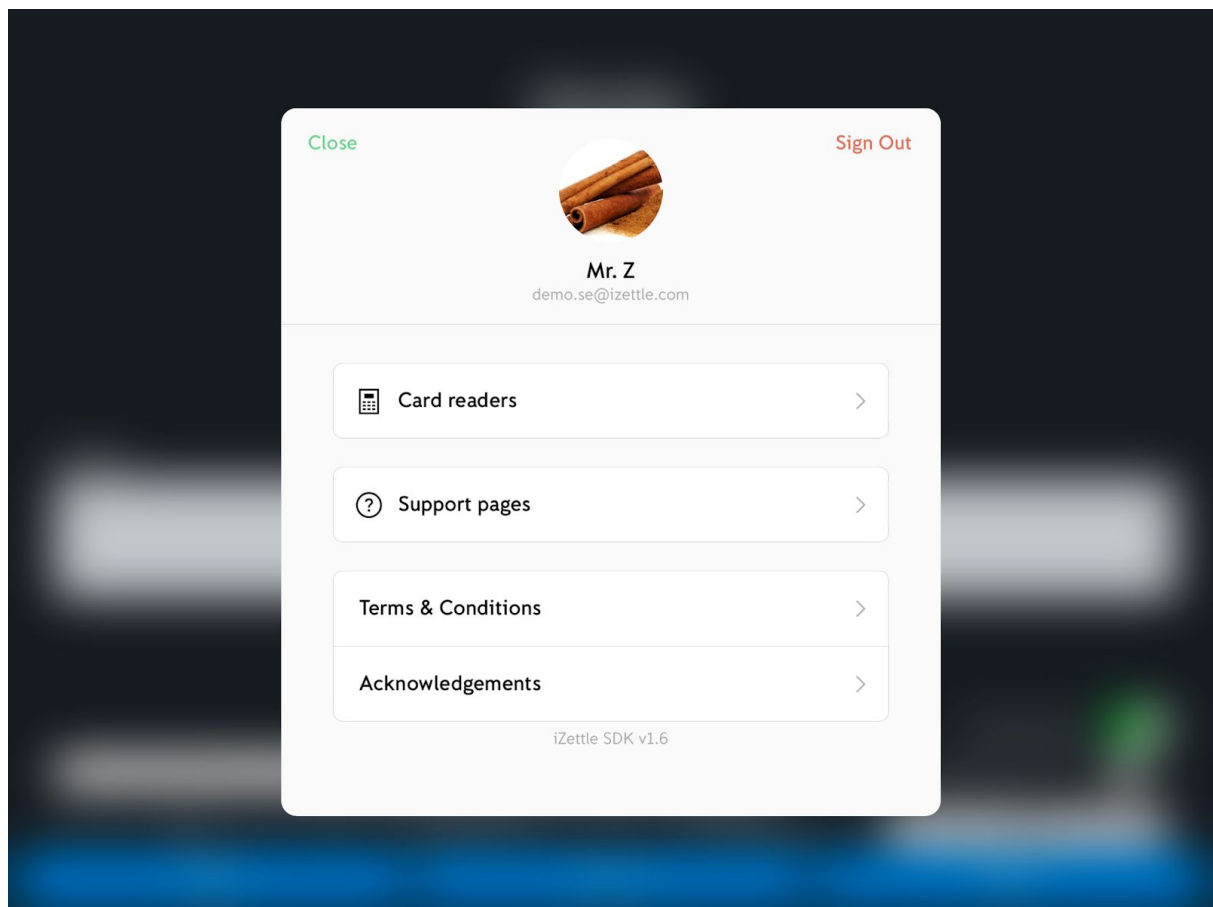 Close
Sign Out
Mr. Z
demo.se@izettle.com
Card readers
Support pages
Terms & Conditions
Acknowledgements
iZettle SDK v1.6